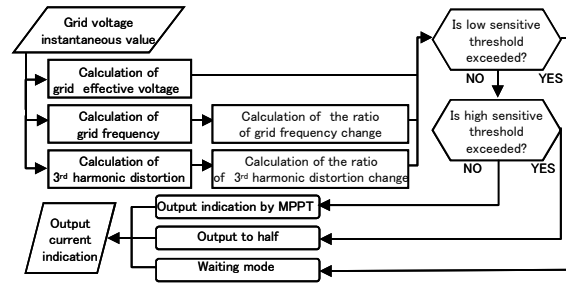 Grid voltage
instantaneous value
Calculation of
grid effective voltage
Calculation of
grid frequency
Calculation of the ratio
of grid frequency change
Calculation of
3rd harmonic distortion
Calculation of the ratio
of 3rd harmonic distortion change
Is low sensitive
threshold
exceeded?
NO YES
Is high sensitive
threshold
exceeded?
NO YES
Output indication by MPPT
Output to half
Waiting mode
Output
current
indication